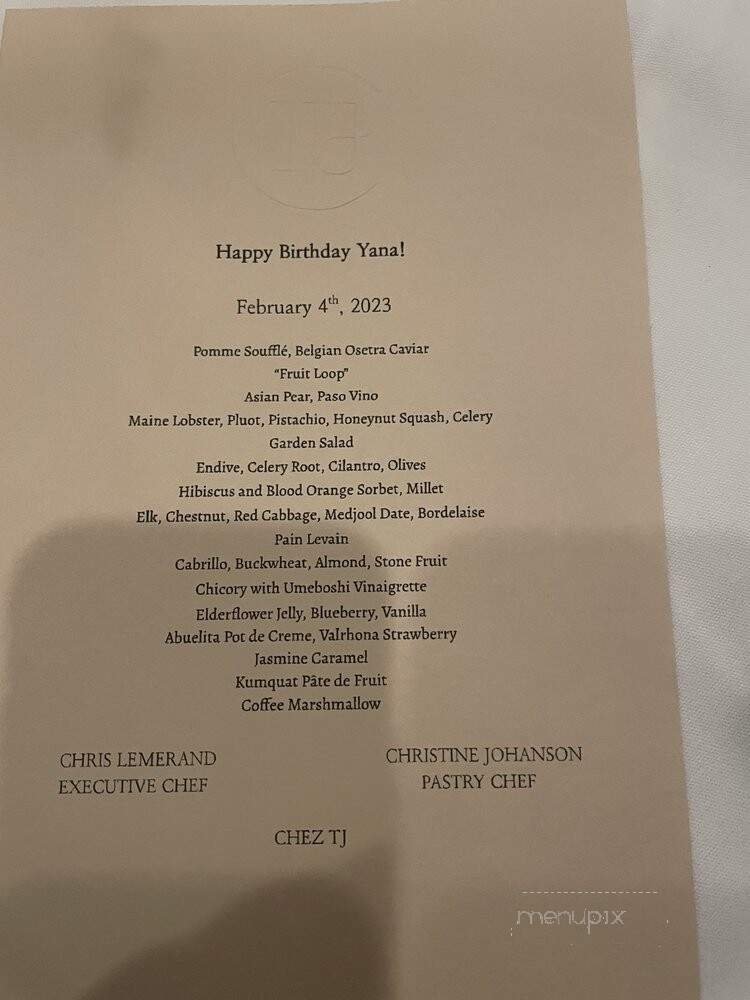 Happy Birthday Yana!
February 4th, 2023
Pomme Soufflé, Belgian Osetra Caviar
“Fruit Loop”
Asian Pear, Paso Vino
Maine Lobster, Pluot, Pistachio, Honeynut Squash, Celery
Garden Salad
Endive, Celery Root, Cilantro, Olives
Hibiscus and Blood Orange Sorbet, Millet
Elk, Chestnut, Red Cabbage, Medjool Date, Bordelaise
Pain Levain
Cabrillo, Buckwheat, Almond, Stone Fruit
Chicory with Umeboshi Vinaigrette
Elderflower Jelly, Blueberry, Vanilla
Abuelita Pot de Creme, Valrhona Strawberry
Jasmine Caramel
Kumquat Pâte de Fruit
Coffee Marshmallow
CHRIS LEMERAND
EXECUTIVE CHEF
CHRISTINE JOHANSON
PASTRY CHEF
CHEZ TJ
menupix